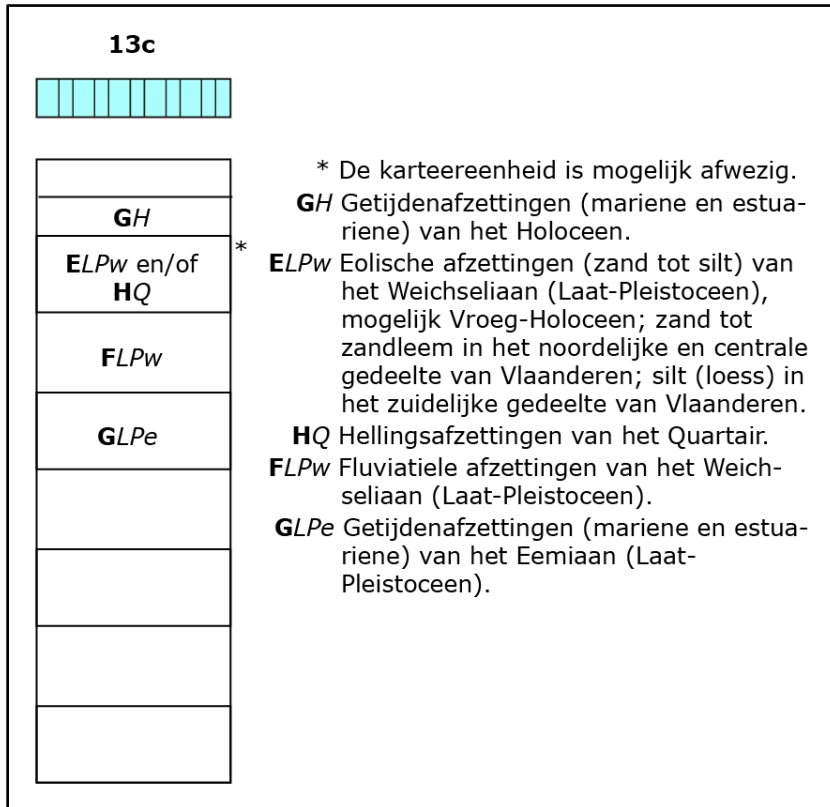 13c
GH
ELPw en/of
HQ
*
FLPw
GLPe
* De karteereenheid is mogelijk afwezig.
GH Getijdenafzettingen (mariene en estua-
riene) van het Holoceen.
ELPw Eolische afzettingen (zand tot silt) van
het Weichseliaan (Laat-Pleistoceen),
mogelijk Vroeg-Holoceen; zand tot
zandleem in het noordelijke en centrale
gedeelte van Vlaanderen; silt (loess) in
het zuidelijke gedeelte van Vlaanderen.
HQ Hellingsafzettingen van het Quartair.
FLPw Fluviatiele afzettingen van het Weich-
seliaan (Laat-Pleistoceen).
GLPe Getijdenafzettingen (mariene en estua-
riene) van het Eemiaan (Laat-
Pleistoceen).